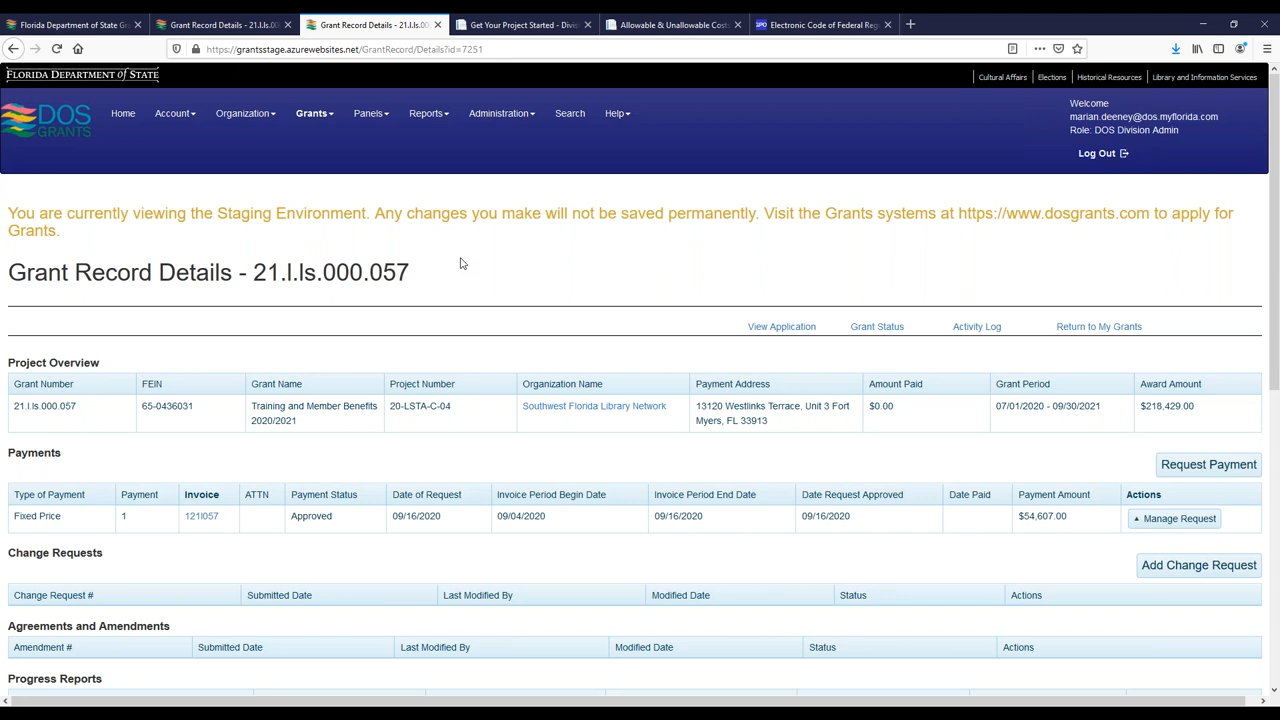 Florida Department of State Gr
Grant Record Details - 21.l.ls.00
Grant Record Details - 21.l.ls.00
Get Your Project Started - Divis
Allowable & Unallowable Cost
Electronic Code of Federal Reg
https://grantsstage.azurewebsites.net/GrantRecord/Details?id=7251
FLORIDA DEPARTMENT of STATE
Cultural Affairs
Elections
Historical Resources
Library and Information Services
DOS
GRANTS
Home
Account
Organization
Grants
Panels
Reports
Administration
Search
Help
Welcome
marian.deeney@dos.myflorida.com
Role: DOS Division Admin
Log Out
You are currently viewing the Staging Environment. Any changes you make will not be saved permanently. Visit the Grants systems at https://www.dosgrants.com to apply for
Grants.
Grant Record Details - 21.l.ls.000.057
View Application
Grant Status
Activity Log
Return to My Grants
Project Overview
Grant Number FEIN Grant Name Project Number Organization Name Payment Address Amount Paid Grant Period Award Amount
21.l.ls.000.057 65-0436031 Training and Member Benefits 20-LSTA-C-04 Southwest Florida Library Network 13120 Westlinks Terrace, Unit 3 Fort $0.00 07/01/2020 - 09/30/2021 $218,429.00
2020/2021 Myers, FL 33913
Payments
Request Payment
Type of Payment Payment Invoice ATTN Payment Status Date of Request Invoice Period Begin Date Invoice Period End Date Date Request Approved Date Paid Payment Amount Actions
Fixed Price 1 121l057 Approved 09/16/2020 09/04/2020 09/16/2020 09/16/2020 $54,607.00 Manage Request
Change Requests
Add Change Request
Change Request # Submitted Date Last Modified By Modified Date Status Actions
Agreements and Amendments
Amendment # Submitted Date Last Modified By Modified Date Status Actions
Progress Reports